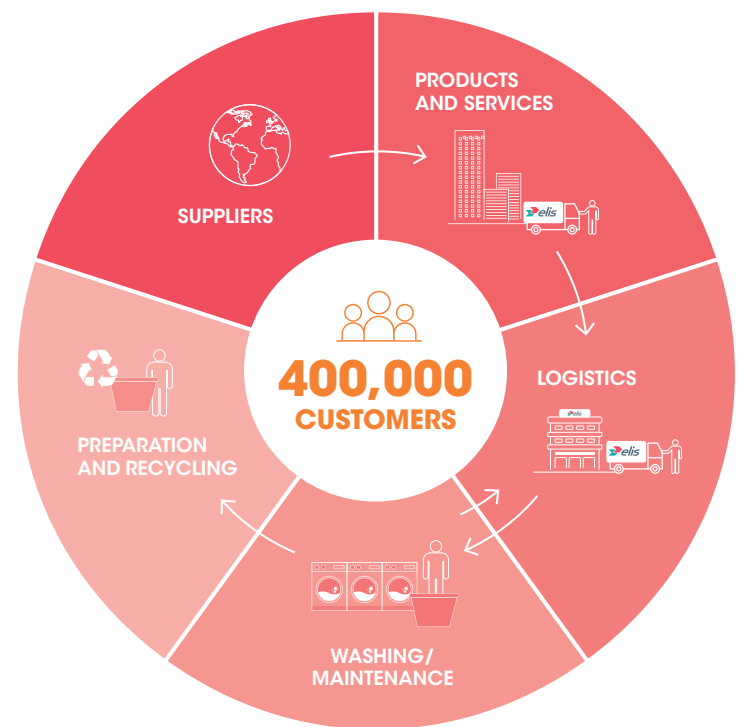 PRODUCTS
AND SERVICES
elis
SUPPLIERS
400,000
CUSTOMERS
LOGISTICS
elis
elis
PREPARATION
AND RECYCLING
WASHING/
MAINTENANCE